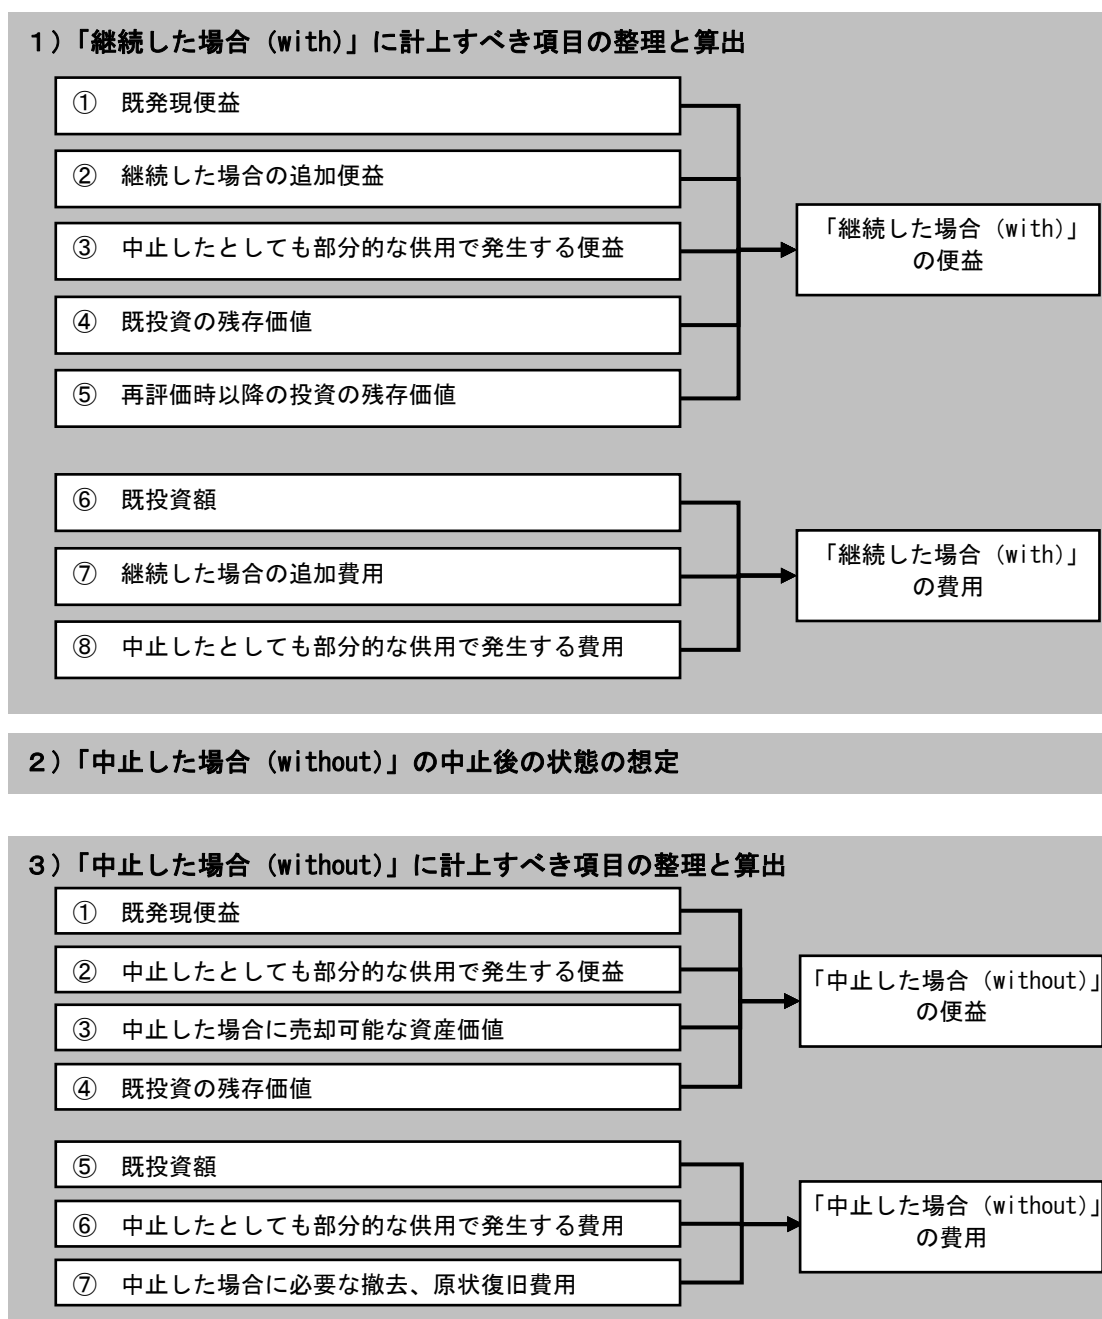 １）「継続した場合（with）」に計上すべき項目の整理と算出
① 既発現便益
② 継続した場合の追加便益
③ 中止したとしても部分的な供用で発生する便益
④ 既投資の残存価値
⑤ 再評価時以降の投資の残存価値
「継続した場合（with）」
の便益
⑥ 既投資額
⑦ 継続した場合の追加費用
⑧ 中止したとしても部分的な供用で発生する費用
「継続した場合（with）」
の費用
２）「中止した場合（without）」の中止後の状態の想定
３）「中止した場合（without）」に計上すべき項目の整理と算出
① 既発現便益
② 中止したとしても部分的な供用で発生する便益
③ 中止した場合に売却可能な資産価値
④ 既投資の残存価値
「中止した場合（without）」
の便益
⑤ 既投資額
⑥ 中止したとしても部分的な供用で発生する費用
⑦ 中止した場合に必要な撤去、原状復旧費用
「中止した場合（without）」
の費用